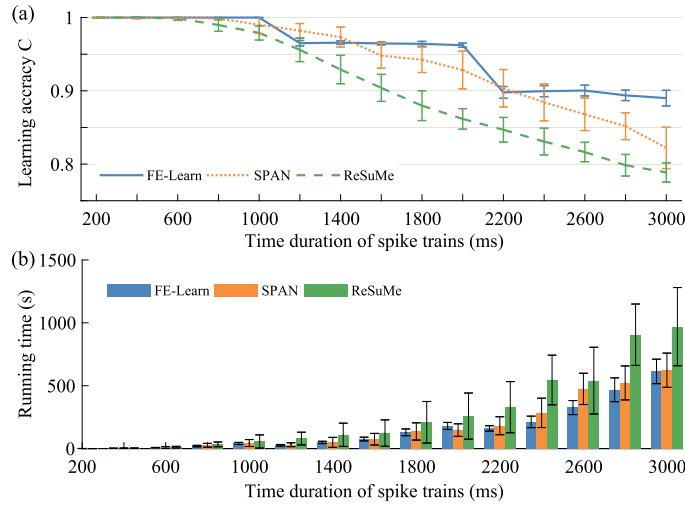 (a)
1
0.9
0.8
Learning accracy C
FE-Learn SPAN ReSuMe
200 600 1000 1400 1800 2200 2600 3000
Time duration of spike trains (ms)
(b)
1500
1000
500
0
Running time (s)
FE-Learn SPAN ReSuMe
200 600 1000 1400 1800 2200 2600 3000
Time duration of spike trains (ms)